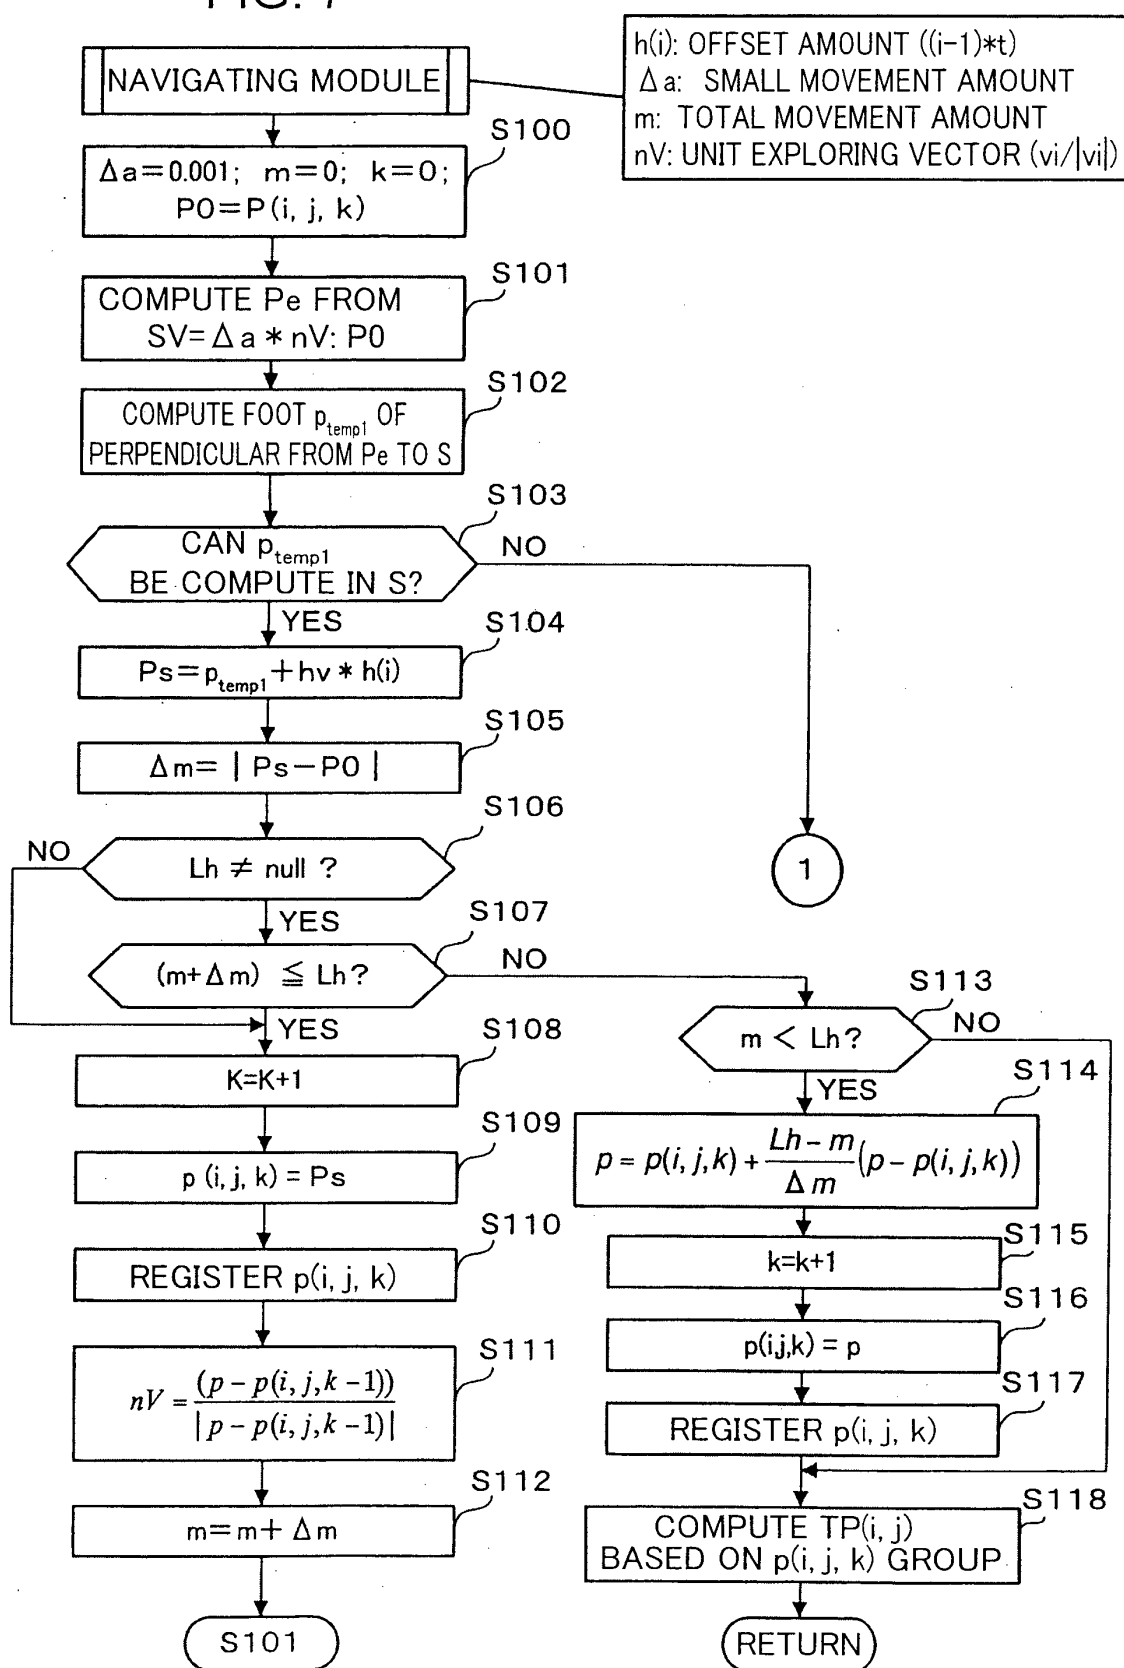 FIG. 7
NAVIGATING MODULE
h(i): OFFSET AMOUNT ((i-1)*t)
Δa: SMALL MOVEMENT AMOUNT
m: TOTAL MOVEMENT AMOUNT
nV: UNIT EXPLORING VECTOR (vi/|vi|)
S100
Δa=0.001; m=0; k=0;
P0=P(i, j, k)
S101
COMPUTE Pe FROM
SV=Δa * nV: P0
S102
COMPUTE FOOT p_temp1 OF
PERPENDICULAR FROM Pe TO S
S103
CAN p_temp1
BE COMPUTE IN S?
NO
YES
S104
Ps=p_temp1+hv * h(i)
S105
Δm= | Ps-P0 |
S106
NO
Lh ≠ null ?
1
YES
S107
(m+Δm) ≦ Lh?
NO
YES
S108
K=K+1
S109
p (i, j, k) = Ps
S110
REGISTER p(i, j, k)
S111
nV = (p - p(i, j, k-1)) / | p - p(i, j, k-1)|
S112
m=m+ Δm
S101
S113
m < Lh?
NO
YES
S114
p = p(i, j, k) + (Lh - m) / Δm (p - p(i, j, k))
S115
k=k+1
S116
p(i,j,k) = p
S117
REGISTER p(i, j, k)
S118
COMPUTE TP(i, j)
BASED ON p(i, j, k) GROUP
RETURN